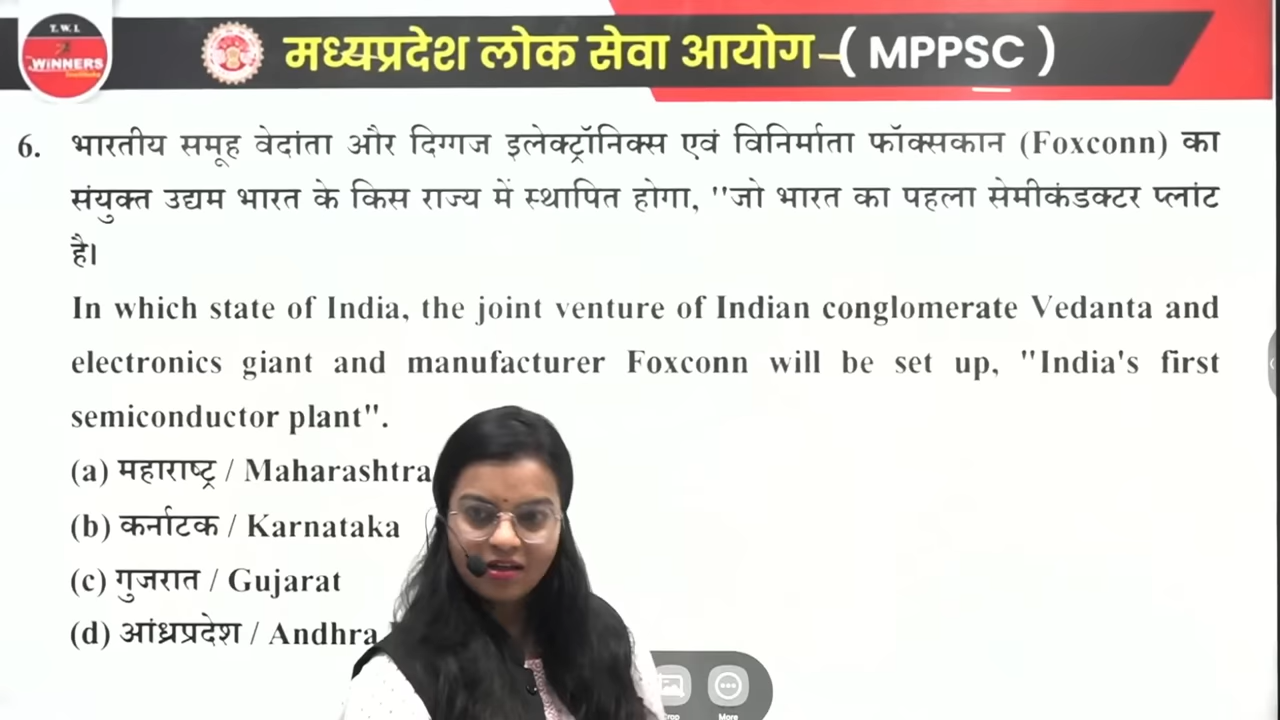 T.W.I.
WINNERS
Institute
मध्यप्रदेश लोक सेवा आयोग-( MPPSC )
6. भारतीय समूह वेदांता और दिग्गज इलेक्ट्रॉनिक्स एवं विनिर्माता फॉक्सकान (Foxconn) का
संयुक्त उद्यम भारत के किस राज्य में स्थापित होगा, ''जो भारत का पहला सेमीकंडक्टर प्लांट
है।
In which state of India, the joint venture of Indian conglomerate Vedanta and
electronics giant and manufacturer Foxconn will be set up, "India's first
semiconductor plant".
(a) महाराष्ट्र / Maharashtra
(b) कर्नाटक / Karnataka
(c) गुजरात / Gujarat
(d) आंध्रप्रदेश / Andhra
More